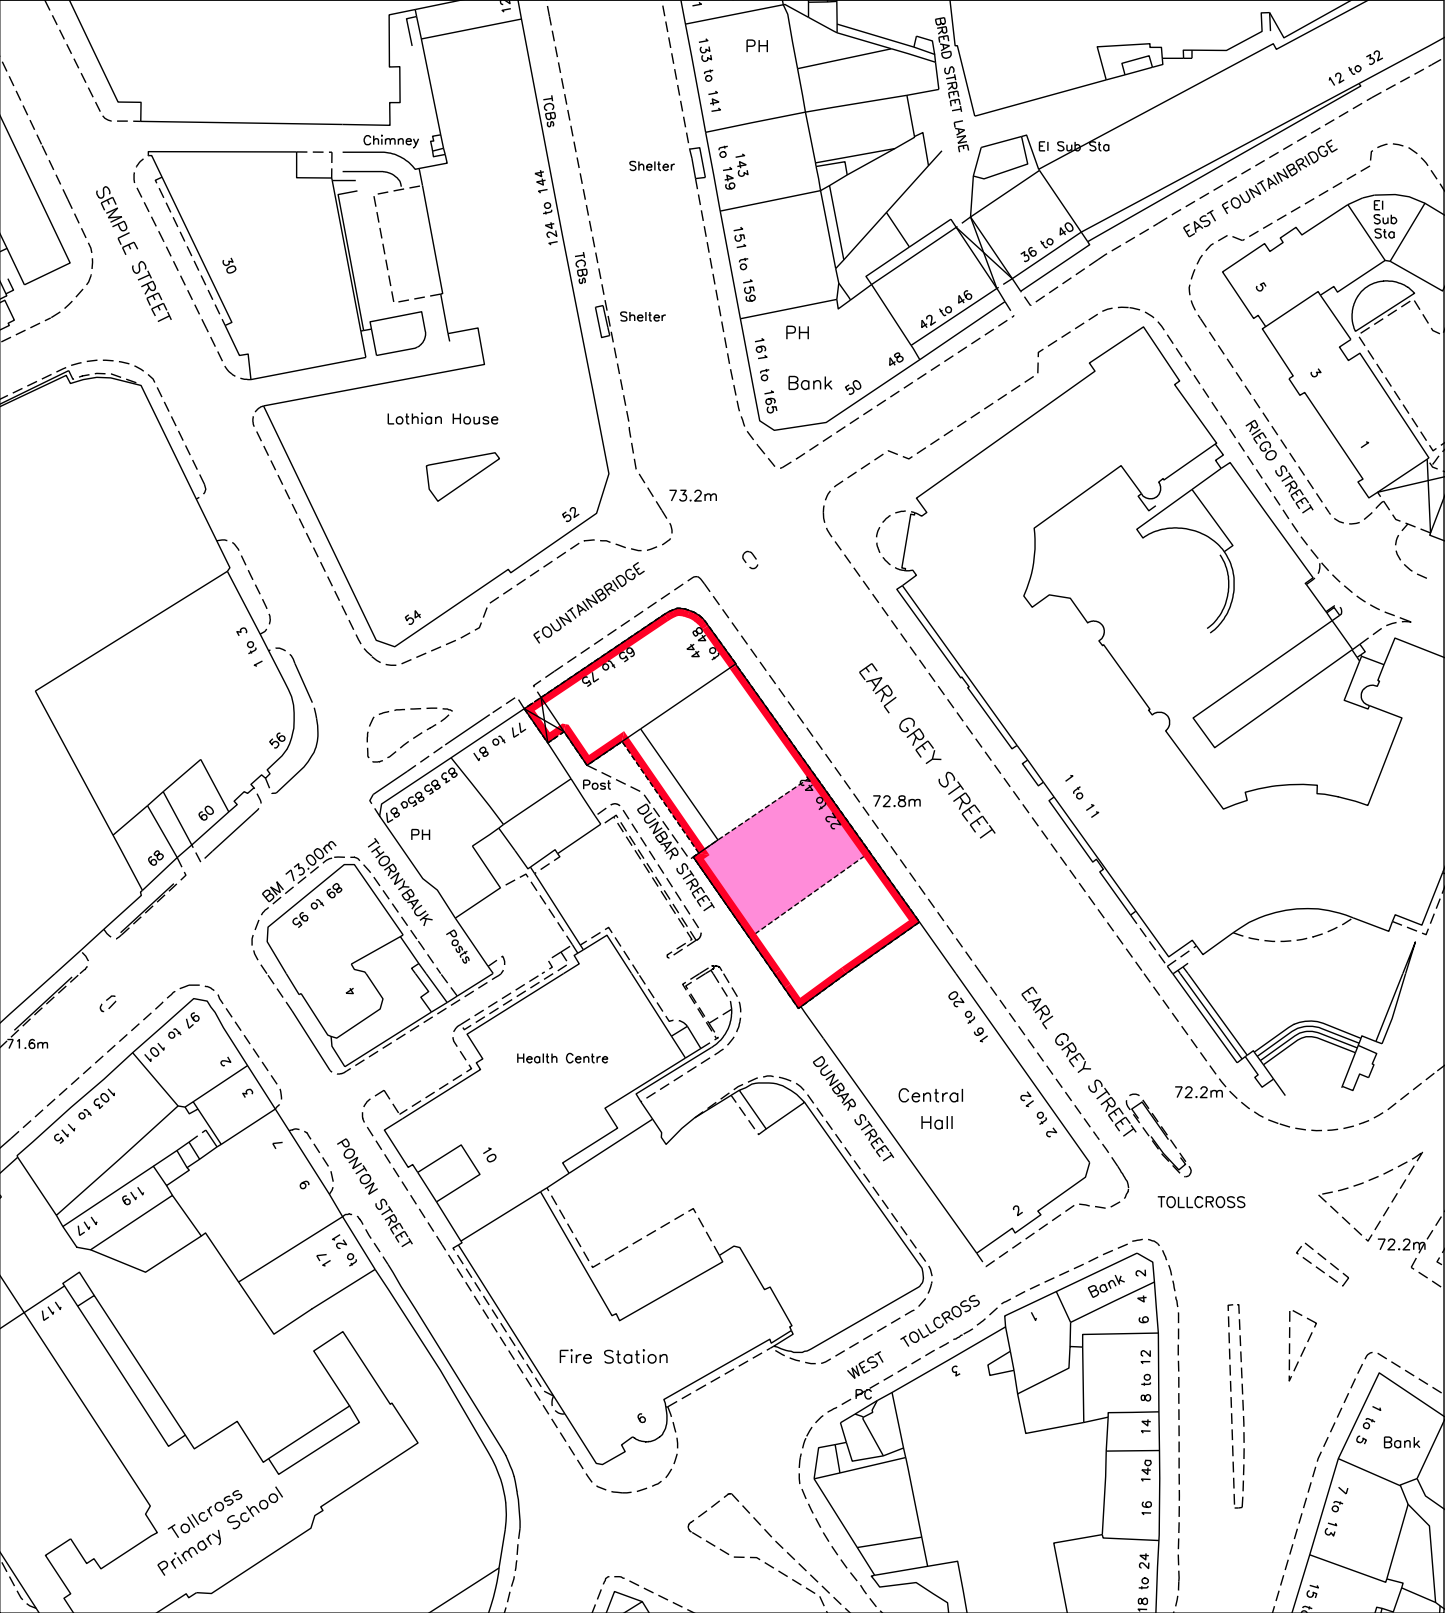 12
PH
133 to 141
BREAD STREET LANE
12 to 32
TCBs
Chimney
Shelter
143
to 149
El Sub Sta
EAST FOUNTAINBRIDGE
SEMPLE STREET
124 to 144
El
Sub
Sta
30
TCBs
151 to 159
36 to 40
5
Shelter
42 to 46
PH
161 to 165
48
Bank
50
3
Lothian House
RIEGO STREET
1
73.2m
52
54
FOUNTAINBRIDGE
1 to 3
44
to 48
65 to 75
EARL GREY STREET
56
77 to 81
83
85
85a
87
Post
PH
DUNBAR STREET
22 to 42
72.8m
1 to 11
60
68
BM 73.00m
THORNYBAUK
89 to 95
Posts
4
71.6m
97 to 101
2
3
103 to 115
Health Centre
16 to 20
EARL GREY STREET
DUNBAR STREET
Central
Hall
2 to 12
72.2m
7
9
10
PONTON STREET
119
117
17
to 21
2
TOLLCROSS
72.2m
117
Fire Station
WEST TOLLCROSS
PC
3
1
Bank
2
4
6
8 to 12
14
14a
16
18 to 24
9
1 to 5
Bank
7 to 13
Tollcross
Primary School